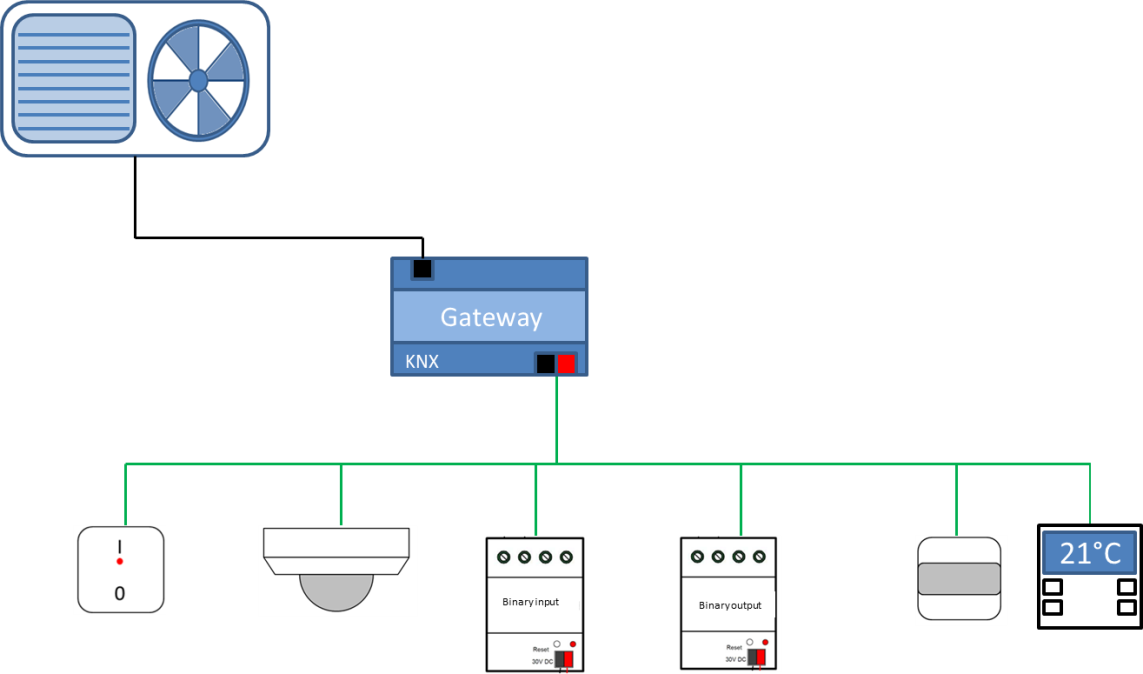 Gateway
KNX
I
0
Binary input
Reset
30V DC
Binary output
Reset
30V DC
21°C